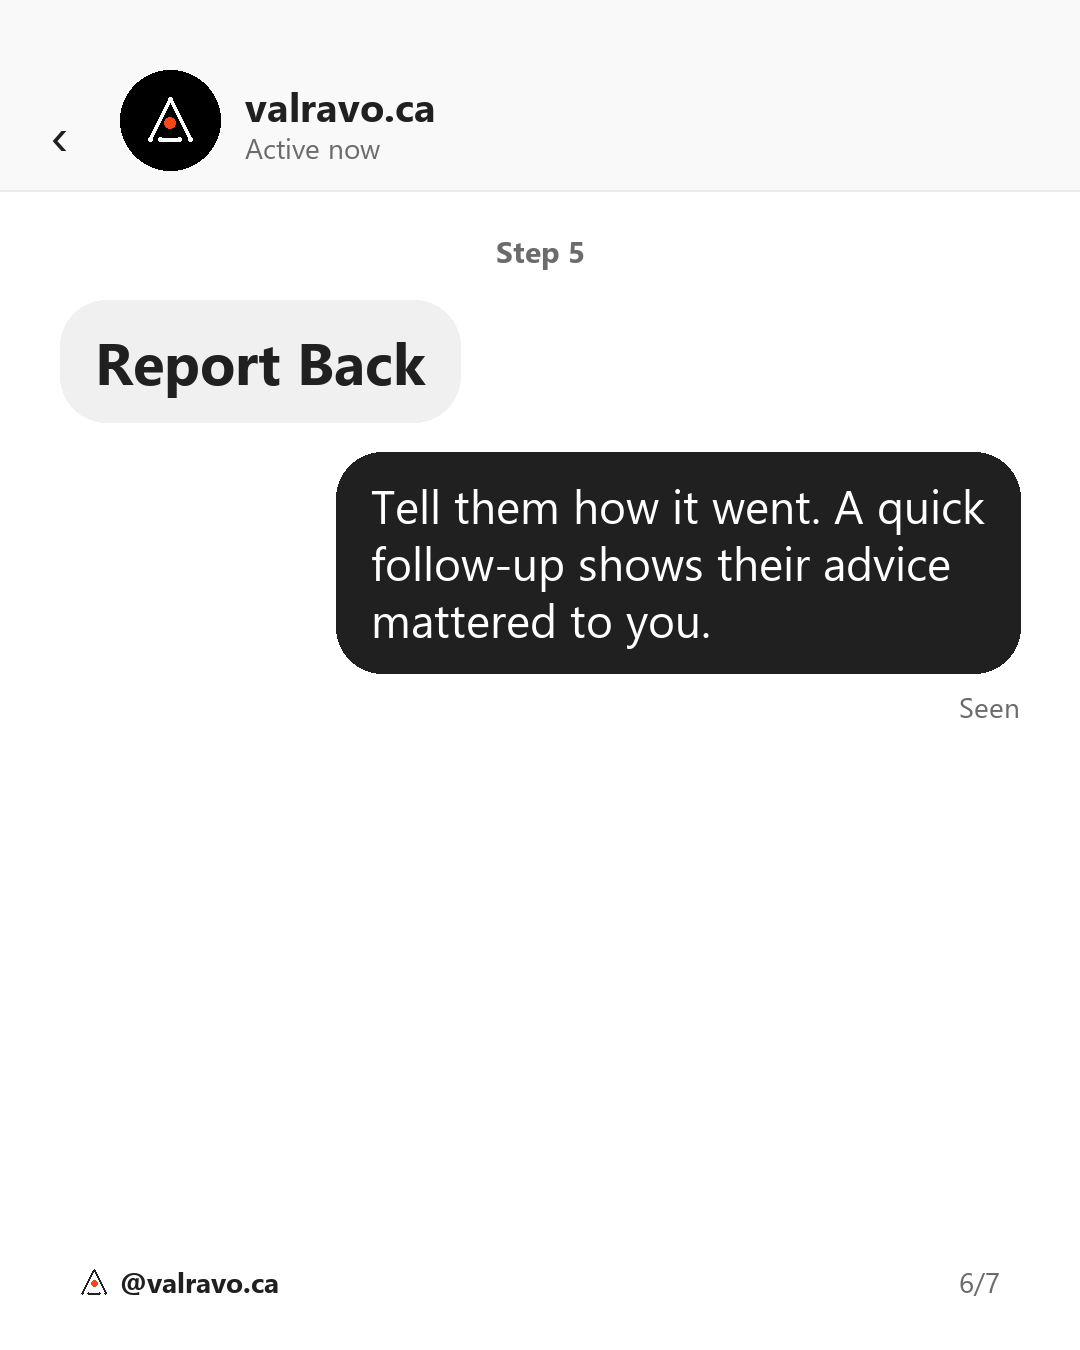 valravo.ca
Active now
Step 5
Report Back
Tell them how it went. A quick
follow-up shows their advice
mattered to you.
Seen
@valravo.ca
6/7